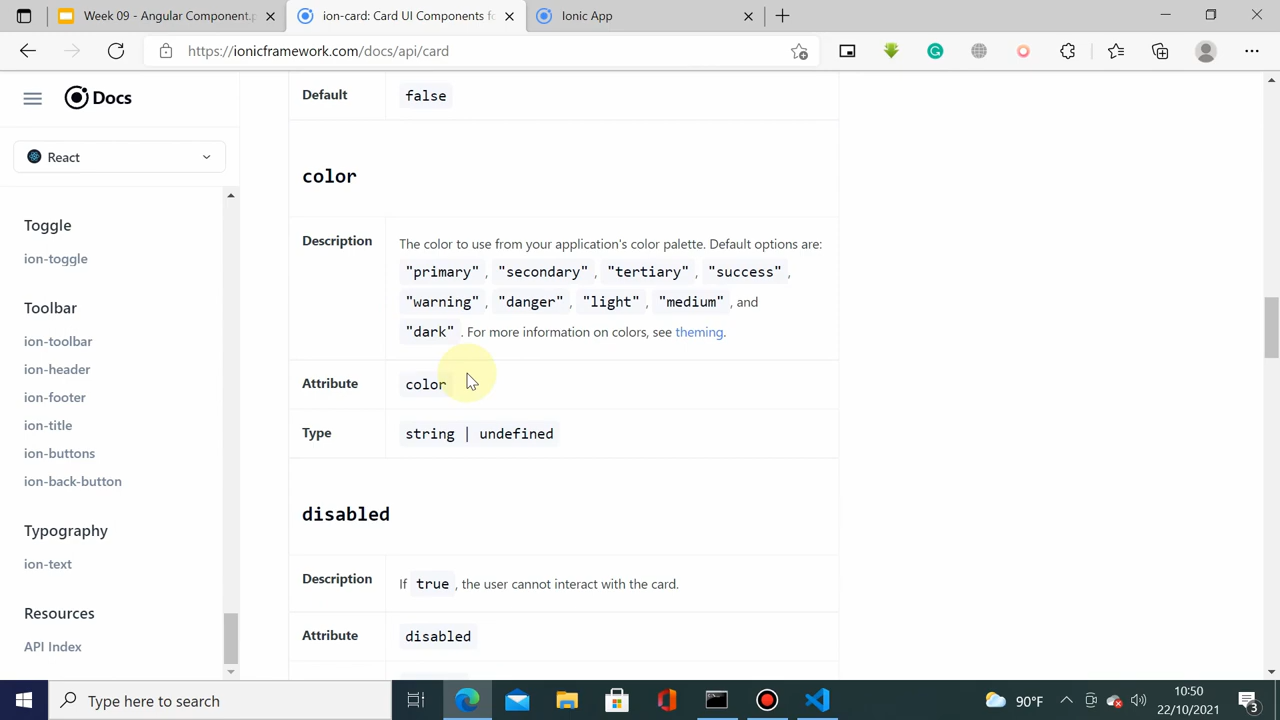 Week 09 - Angular Component.p
ion-card: Card UI Components fo
Ionic App
https://ionicframework.com/docs/api/card
Docs
React
Toggle
ion-toggle
Toolbar
ion-toolbar
ion-header
ion-footer
ion-title
ion-buttons
ion-back-button
Typography
ion-text
Resources
API Index
Default false
color
Description The color to use from your application's color palette. Default options are:
"primary", "secondary", "tertiary", "success",
"warning", "danger", "light", "medium", and
"dark". For more information on colors, see theming.
Attribute color
Type string | undefined
disabled
Description If true, the user cannot interact with the card.
Attribute disabled
Type here to search
90°F
10:50
22/10/2021
3